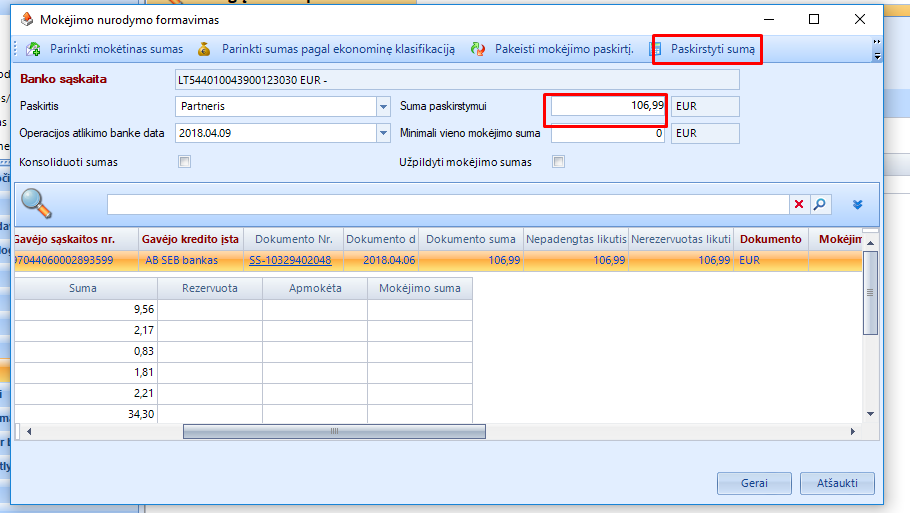 Mokėjimo nurodymo formavimas
Parinkti mokėtinas sumas Parinkti sumas pagal ekonominę klasifikaciją Pakeisti mokėjimo paskirtį. Paskirstyti sumą
Banko sąskaita LT544010043900123030 EUR -
Paskirtis Partneris Suma paskirstymui 106,99 EUR
Operacijos atlikimo banke data 2018.04.09 Minimali vieno mokėjimo suma 0 EUR
Konsoliduoti sumas Užpildyti mokėjimo sumas
Gavėjo sąskaitos nr. Gavėjo kredito įsta Dokumento Nr. Dokumento d Dokumento suma Nepadengtas likutis Nerezervuotas likuti Dokumento Mokėjim
97044060002893599 AB SEB bankas SS-10329402048 2018.04.06 106,99 106,99 106,99 EUR
Suma Rezervuota Apmokėta Mokėjimo suma
9,56
2,17
0,83
1,81
2,21
34,30
Gerai Atšaukti